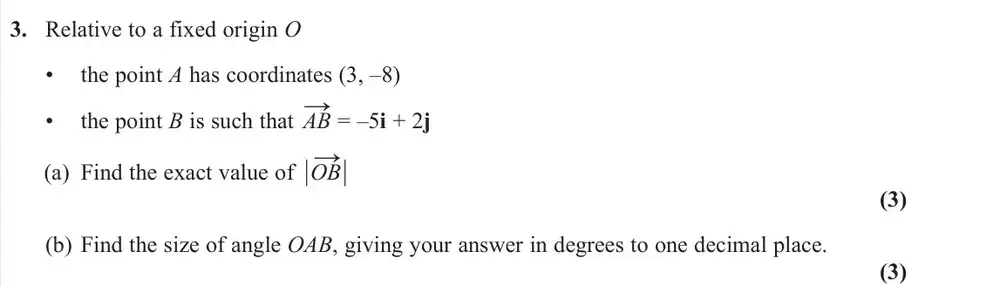 3. Relative to a fixed origin O
• the point A has coordinates (3, –8)
• the point B is such that $\overrightarrow{AB}$ = –5i + 2j
(a) Find the exact value of |$\overrightarrow{OB}$|
(3)
(b) Find the size of angle OAB, giving your answer in degrees to one decimal place.
(3)